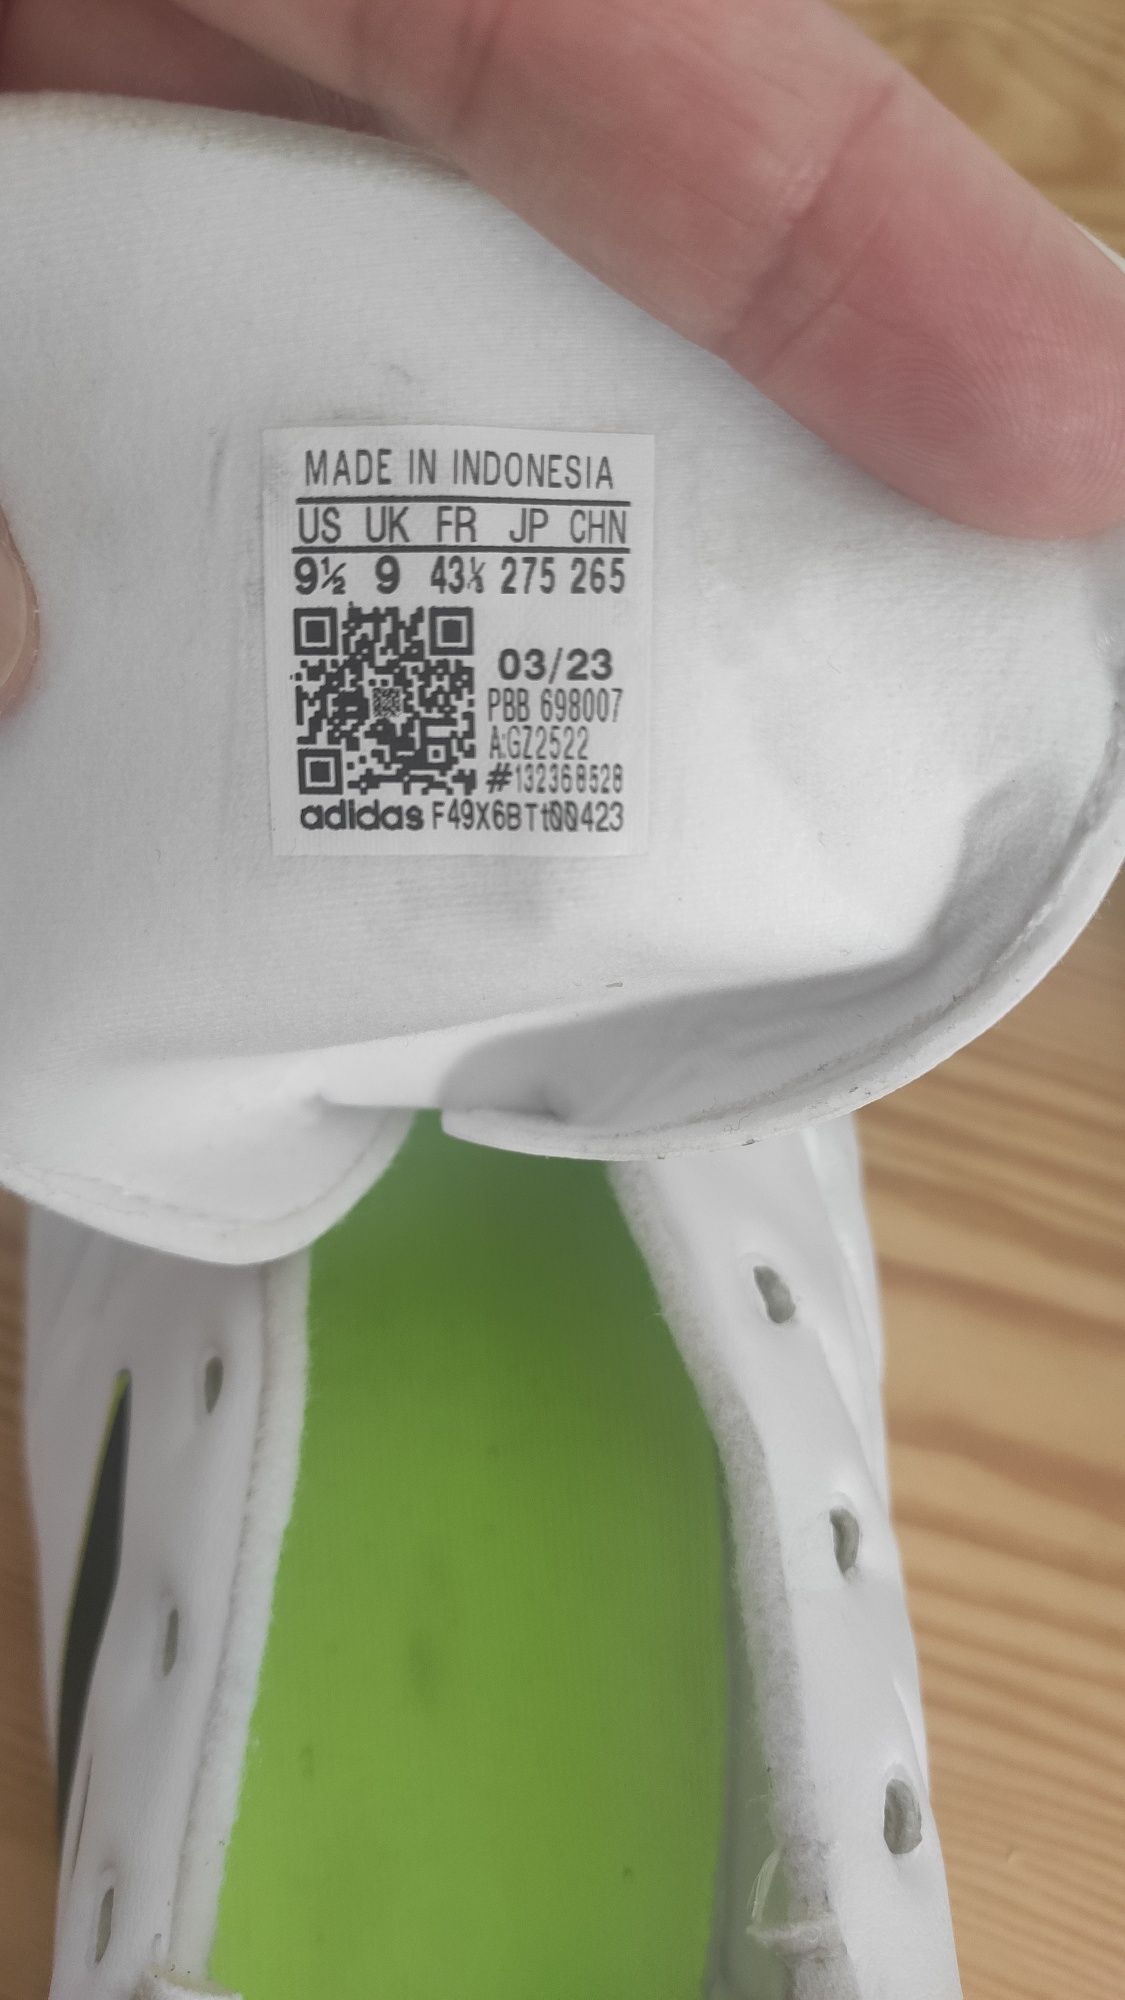 MADE IN INDONESIA
US UK FR JP CHN
9½ 9 43⅓ 275 265
03/23
PBB 698007
A:GZ2522
#132368528
adidas F49X6BTt00423